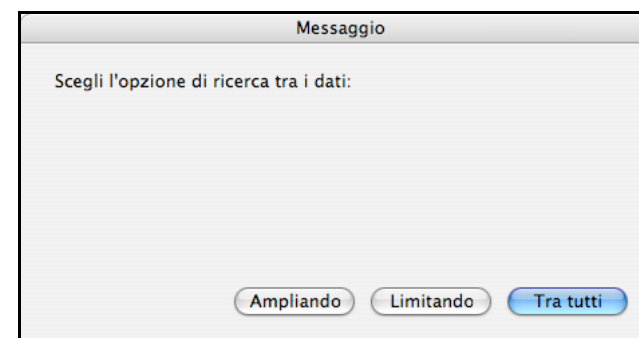 Messaggio
Scegli l'opzione di ricerca tra i dati:
Ampliando Limitando Tra tutti